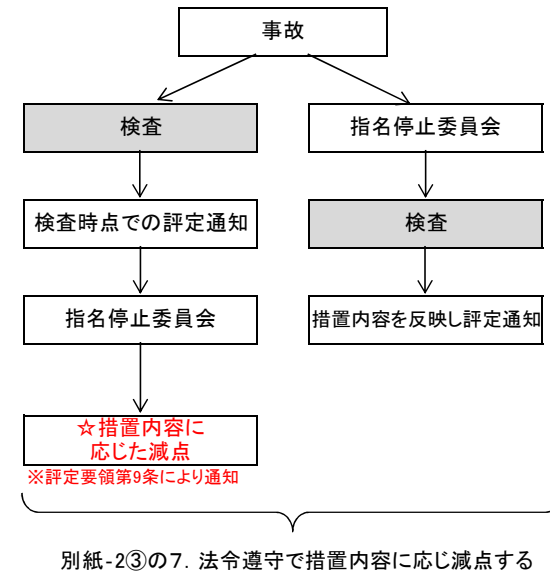 事故
検査
指名停止委員会
検査時点での評定通知
検査
指名停止委員会
措置内容を反映し評定通知
☆措置内容に
応じた減点
※評定要領第9条により通知
別紙-2③の7．法令遵守で措置内容に応じ減点する